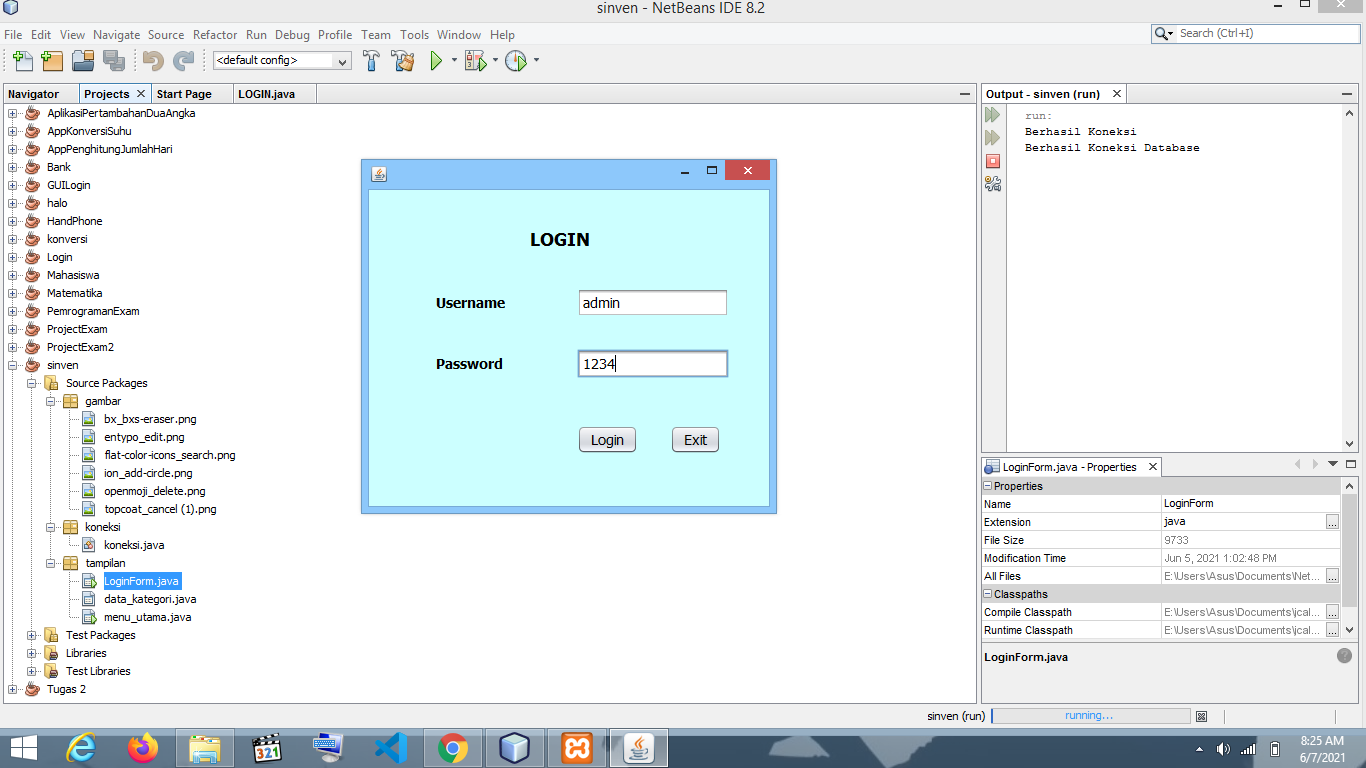 sinven - NetBeans IDE 8.2
File Edit View Navigate Source Refactor Run Debug Profile Team Tools Window Help
Search (Ctrl+I)
<default config>
Navigator Projects Start Page LOGIN.java
AplikasiPertambahanDuaAngka
AppKonversiSuhu
AppPenghitungJumlahHari
Bank
GUILogin
halo
HandPhone
konversi
Login
Mahasiswa
Matematika
PemrogramanExam
ProjectExam
ProjectExam2
sinven
Source Packages
gambar
bx_bxs-eraser.png
entypo_edit.png
flat-color-icons_search.png
ion_add-circle.png
openmoji_delete.png
topcoat_cancel (1).png
koneksi
koneksi.java
tampilan
LoginForm.java
data_kategori.java
menu_utama.java
Test Packages
Libraries
Test Libraries
Tugas 2
LOGIN
Username admin
Password 1234
Login Exit
Output - sinven (run)
run:
Berhasil Koneksi
Berhasil Koneksi Database
LoginForm.java - Properties
Properties
Name LoginForm
Extension java ...
File Size 9733
Modification Time Jun 5, 2021 1:02:48 PM
All Files E:\Users\Asus\Documents\Net... ...
Classpaths
Compile Classpath E:\Users\Asus\Documents\jcal... ...
Runtime Classpath E:\Users\Asus\Documents\jcal... ...
LoginForm.java
sinven (run) running...
321
8:25 AM
6/7/2021